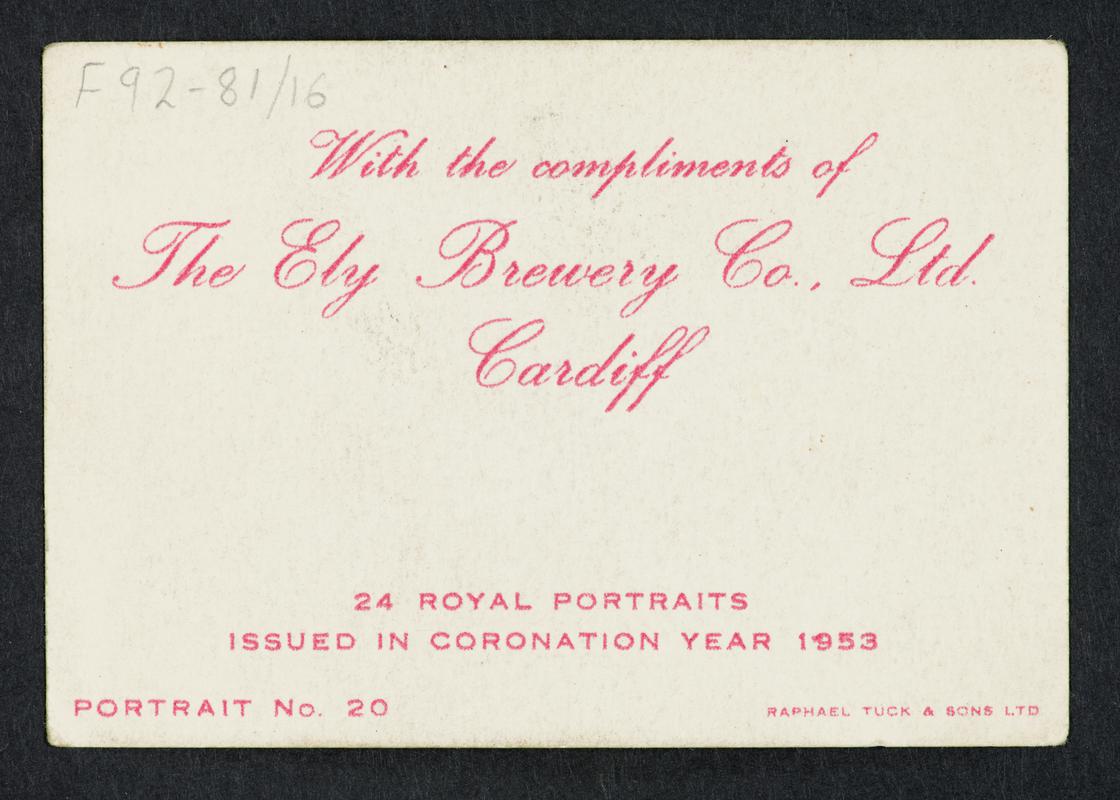 F92-81/16
With the compliments of
The Ely Brewery Co., Ltd.
Cardiff
24 ROYAL PORTRAITS
ISSUED IN CORONATION YEAR 1953
PORTRAIT No. 20
RAPHAEL TUCK & SONS LTD